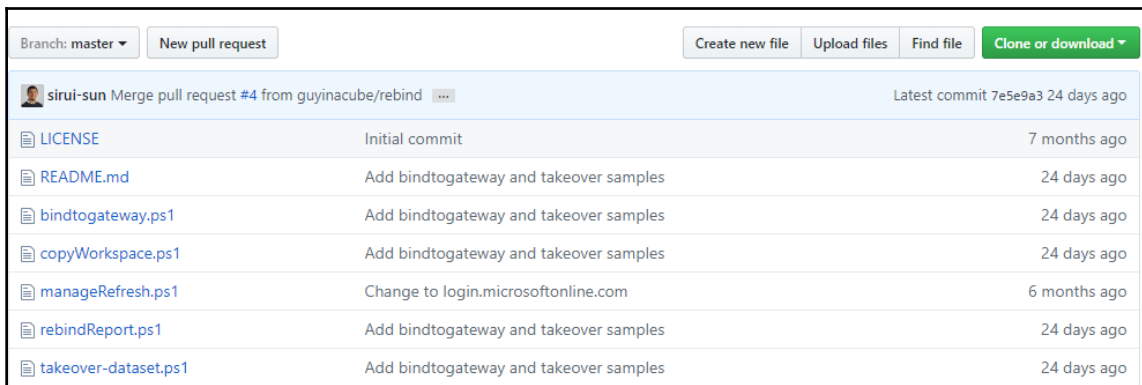 Branch: master New pull request Create new file Upload files Find file Clone or download
sirui-sun Merge pull request #4 from guyinacube/rebind ... Latest commit 7e5e9a3 24 days ago
LICENSE Initial commit 7 months ago
README.md Add bindtogateway and takeover samples 24 days ago
bindtogateway.ps1 Add bindtogateway and takeover samples 24 days ago
copyWorkspace.ps1 Add bindtogateway and takeover samples 24 days ago
manageRefresh.ps1 Change to login.microsoftonline.com 6 months ago
rebindReport.ps1 Add bindtogateway and takeover samples 24 days ago
takeover-dataset.ps1 Add bindtogateway and takeover samples 24 days ago